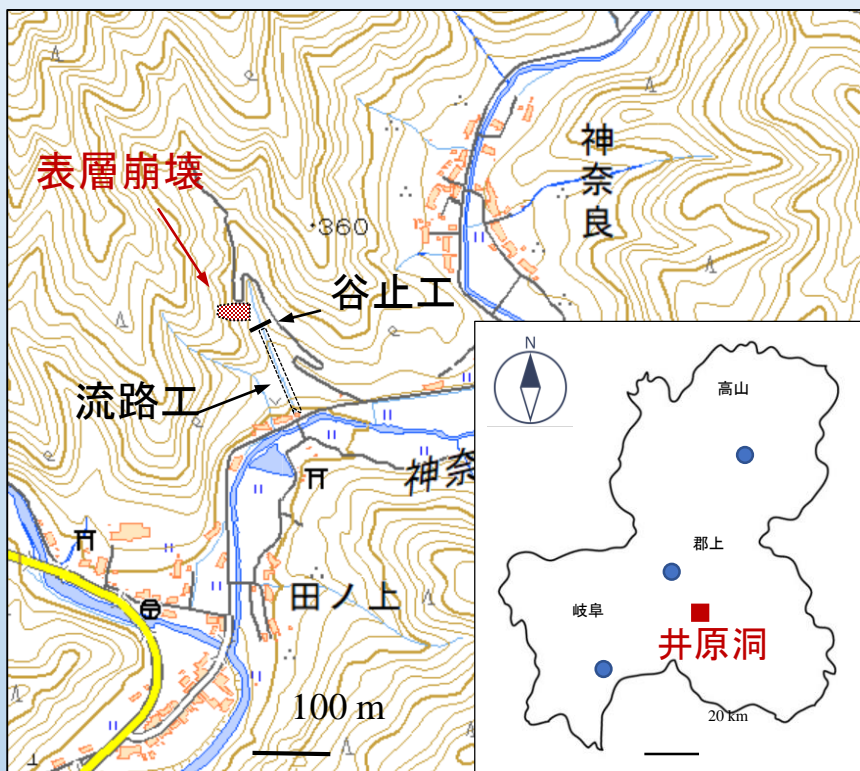 表層崩壊
・360
谷止工
流路工
神奈良
神奈
田ノ上
100 m
N
高山
郡上
岐阜
井原洞
20 km